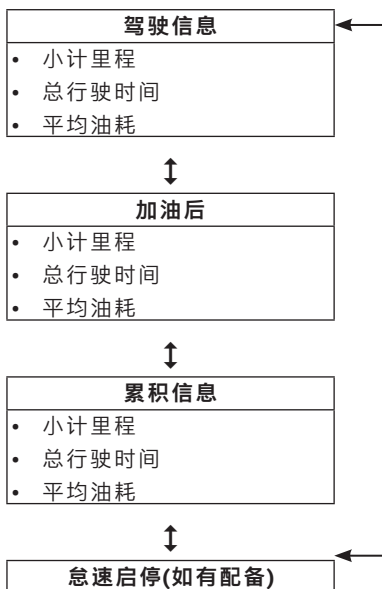 驾驶信息
• 小计里程
• 总行驶时间
• 平均油耗
加油后
• 小计里程
• 总行驶时间
• 平均油耗
累积信息
• 小计里程
• 总行驶时间
• 平均油耗
怠速启停(如有配备)